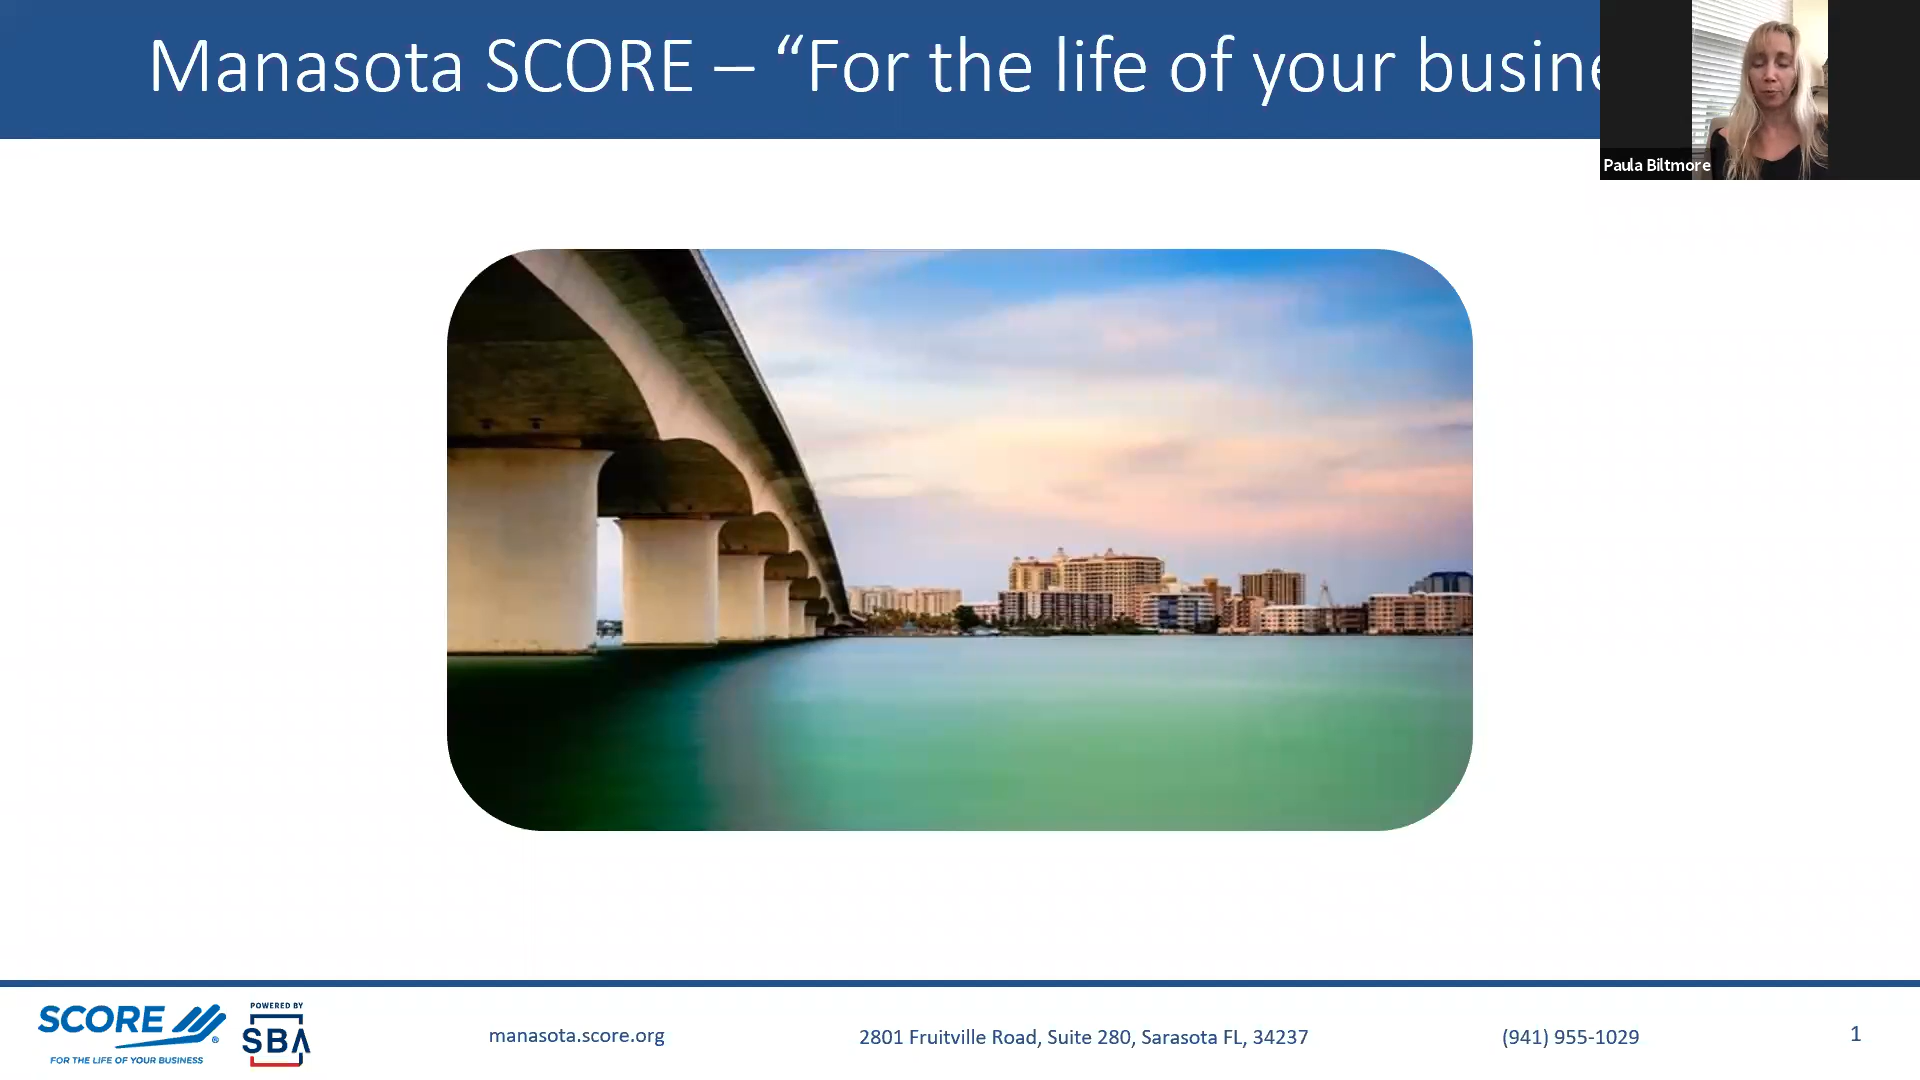 Manasota SCORE – “For the life of your busine
Paula Biltmore
SCORE
®
FOR THE LIFE OF YOUR BUSINESS
POWERED BY
SBA
manasota.score.org
2801 Fruitville Road, Suite 280, Sarasota FL, 34237
(941) 955-1029
1